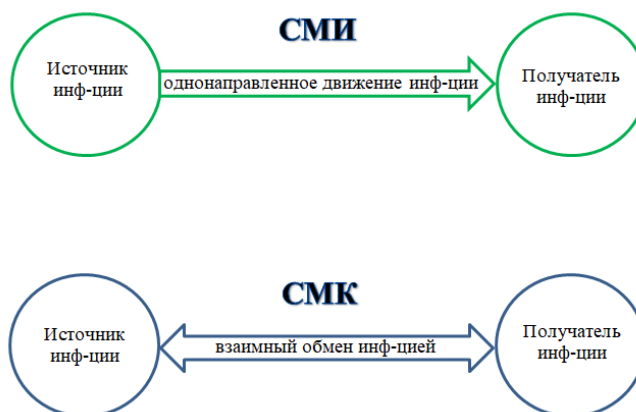 СМИ
Источник
инф-ции
однонаправленное движение инф-ции
Получатель
инф-ции
СМК
Источник
инф-ции
взаимный обмен инф-цией
Получатель
инф-ции